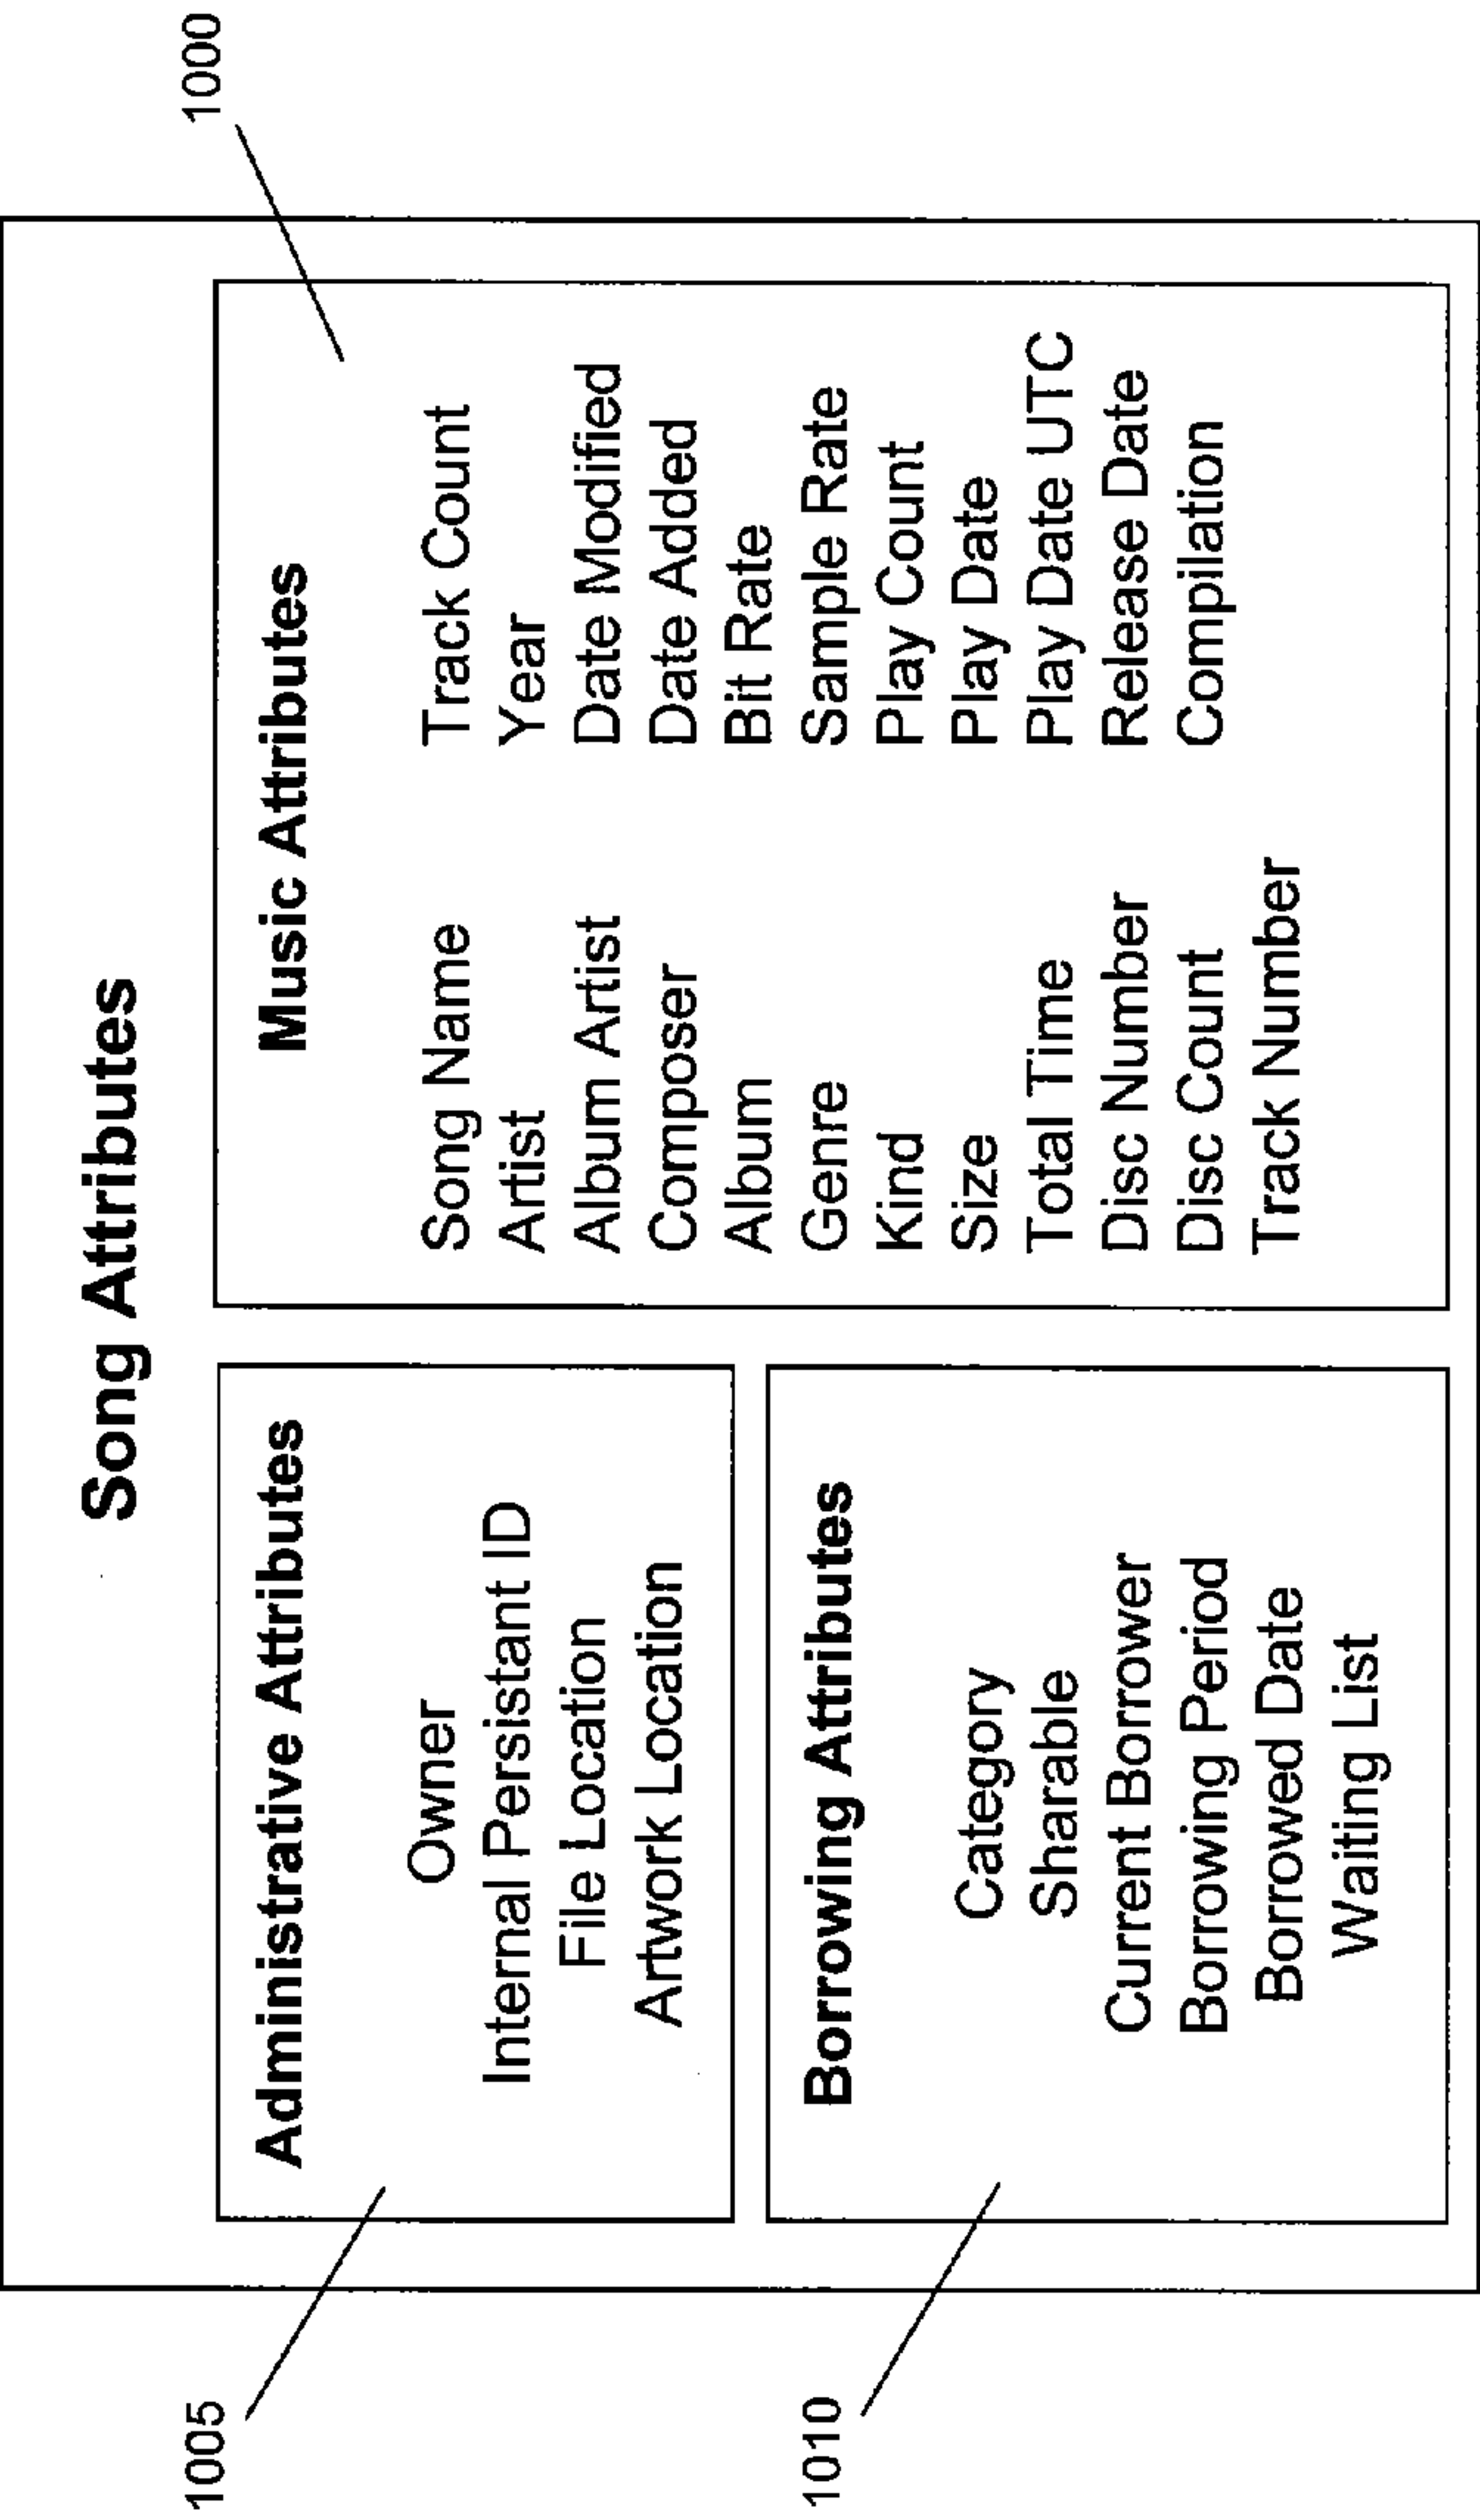 Song Attributes
1005
Administrative Attributes
Owner
Internal Persistant ID
File Location
Artwork Location
1010
Borrowing Attributes
Category
Sharable
Current Borrower
Borrowing Period
Borrowed Date
Waiting List
1000
Music Attributes
Song Name
Artist
Album Artist
Composer
Album
Genre
Kind
Size
Total Time
Disc Number
Disc Count
Track Number
Track Count
Year
Date Modified
Date Added
Bit Rate
Sample Rate
Play Count
Play Date
Play Date UTC
Release Date
Compilation